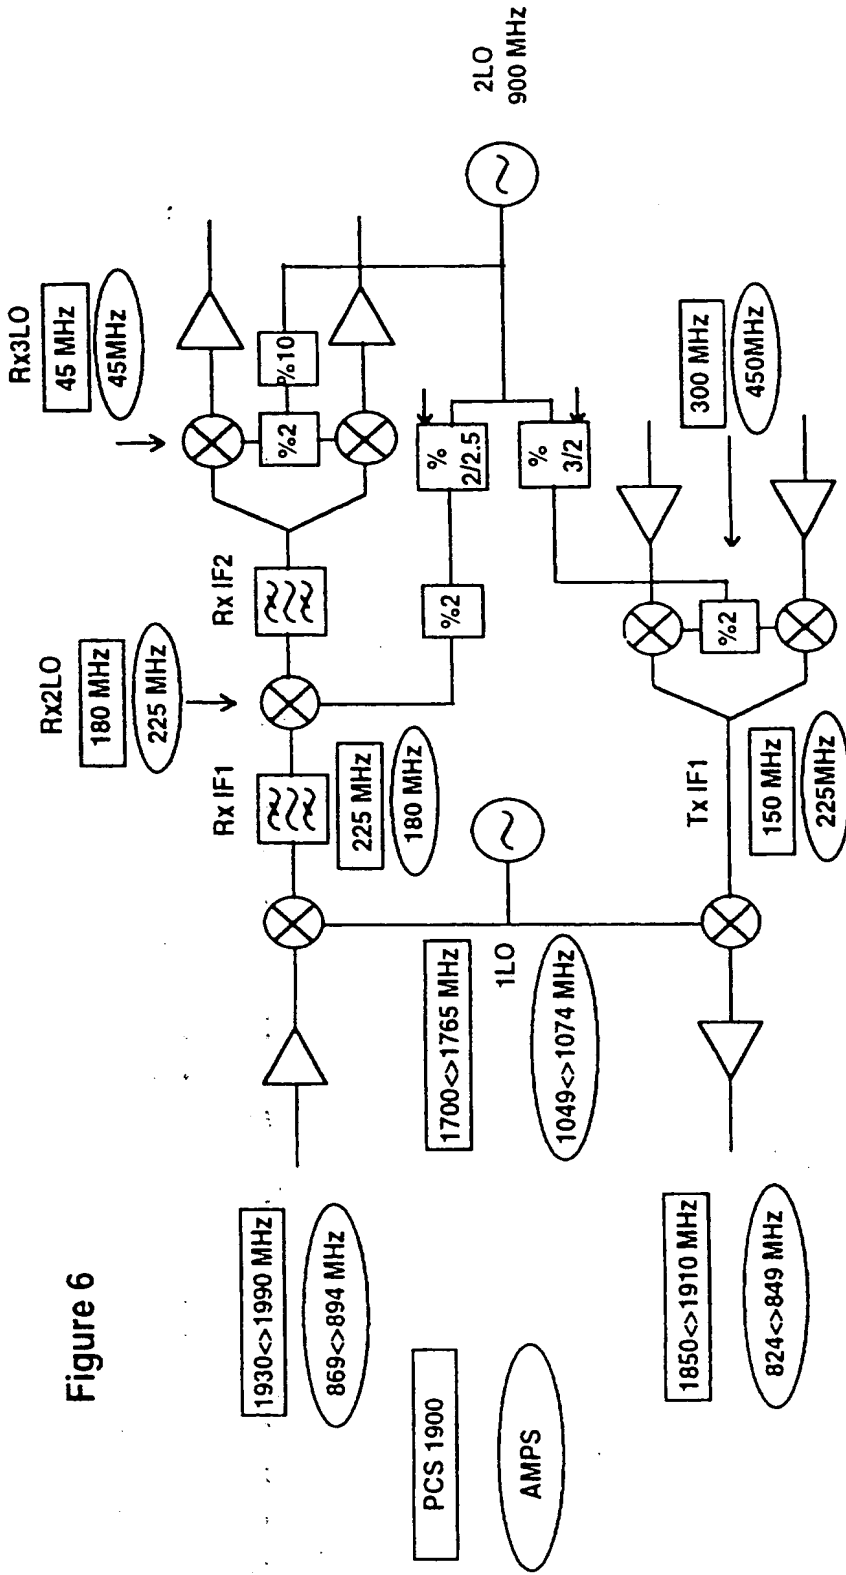 Figure 6
PCS 1900
AMPS
1930<>1990 MHz
869<>894 MHz
1850<>1910 MHz
824<>849 MHz
1700<>1765 MHz
1LO
1049<>1074 MHz
Rx IF1
225 MHz
180 MHz
Rx2LO
180 MHz
225 MHz
Rx IF2
Rx3LO
45 MHz
45MHz
%2
%10
%2
%
2/2.5
%
3/2
2LO
900 MHz
Tx IF1
150 MHz
225MHz
%2
300 MHz
450MHz